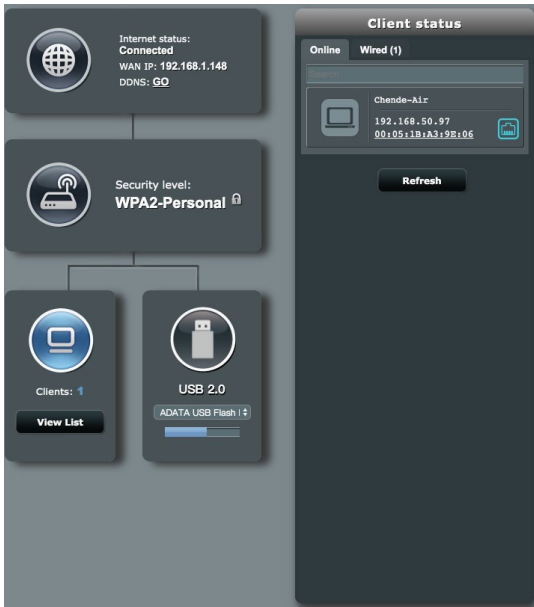 Internet status:
Connected
WAN IP: 192.168.1.148
DDNS: GO
Security level:
WPA2-Personal
Clients: 1
View List
USB 2.0
ADATA USB Flash
Client status
Online
Wired (1)
Search
Chende-Air
192.168.50.97
00:05:1B:A3:9E:06
Refresh